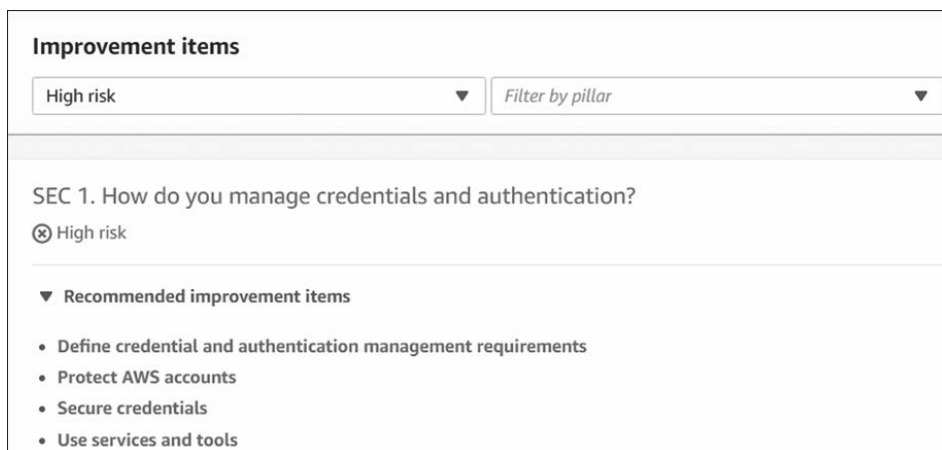 Improvement items
High risk Filter by pillar
SEC 1. How do you manage credentials and authentication?
High risk
Recommended improvement items
• Define credential and authentication management requirements
• Protect AWS accounts
• Secure credentials
• Use services and tools